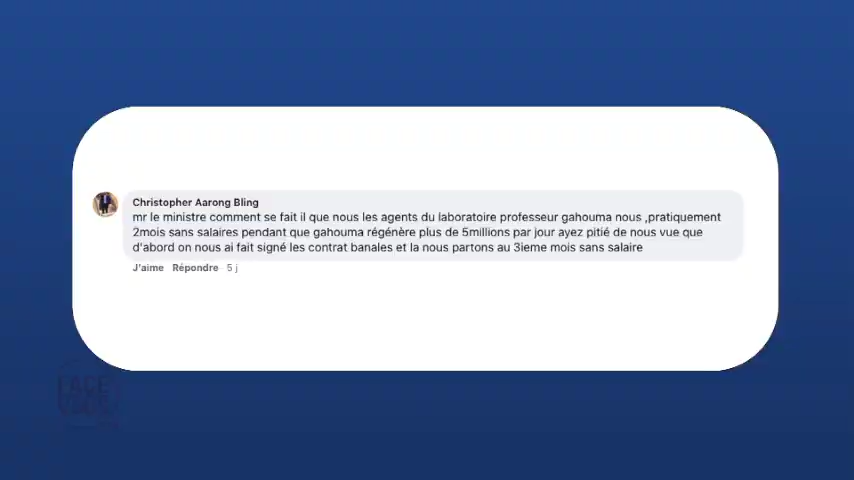 Christopher Aarong Bling
mr le ministre comment se fait il que nous les agents du laboratoire professeur gahouma nous ,pratiquement
2mois sans salaires pendant que gahouma régénère plus de 5millions par jour ayez pitié de nous vue que
d'abord on nous ai fait signé les contrat banales et la nous partons au 3ieme mois sans salaire
J'aime Répondre 5 j